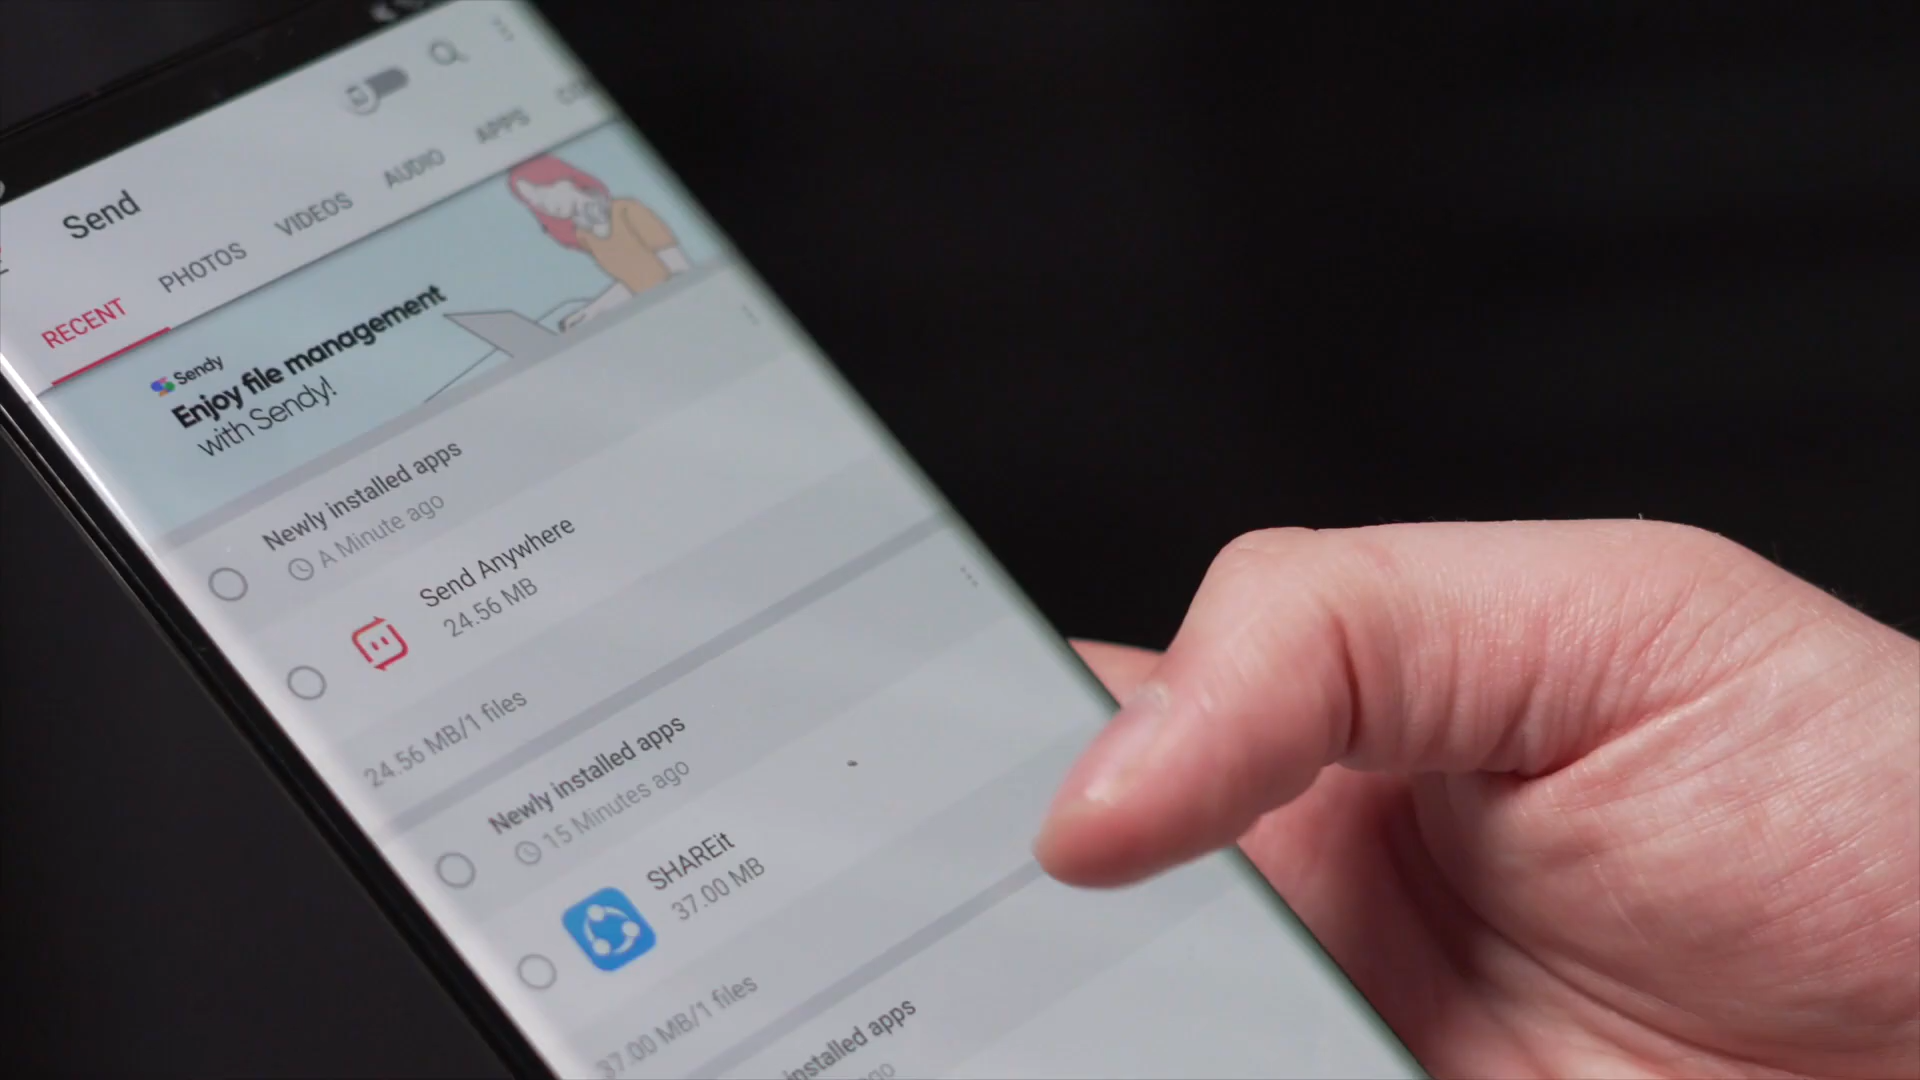 Send
RECENT PHOTOS VIDEOS AUDIO APPS
Sendy
Enjoy file management
with Sendy!
Newly installed apps
A Minute ago
Send Anywhere
24.56 MB
24.56 MB/1 files
Newly installed apps
15 Minutes ago
SHAREit
37.00 MB
37.00 MB/1 files
installed apps
ago